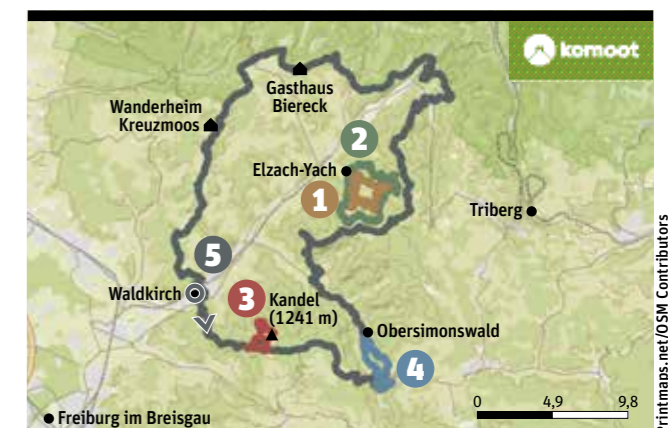 komoot
Gasthaus
Biereck
Wanderheim
Kreuzmoos
2
Elzach-Yach
1
Triberg
5
Waldkirch
3
Kandel
(1241 m)
Obersimonswald
4
0 4,9 9,8
Freiburg im Breisgau
Printmaps.net/OSM Contributors